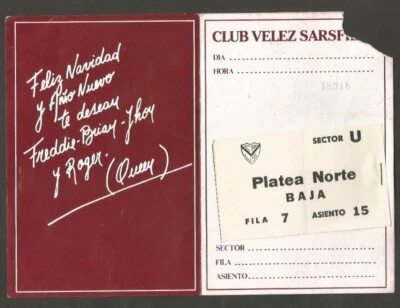 Feliz Navidad
y Año Nuevo
te desean
Freddie-Brian-Jhon
y Roger.
(Queen)
CLUB VELEZ SARSFI
DIA
HORA
SECTOR U
Platea Norte
BAJA
FILA 7 ASIENTO 15
SECTOR
FILA
ASIENTO